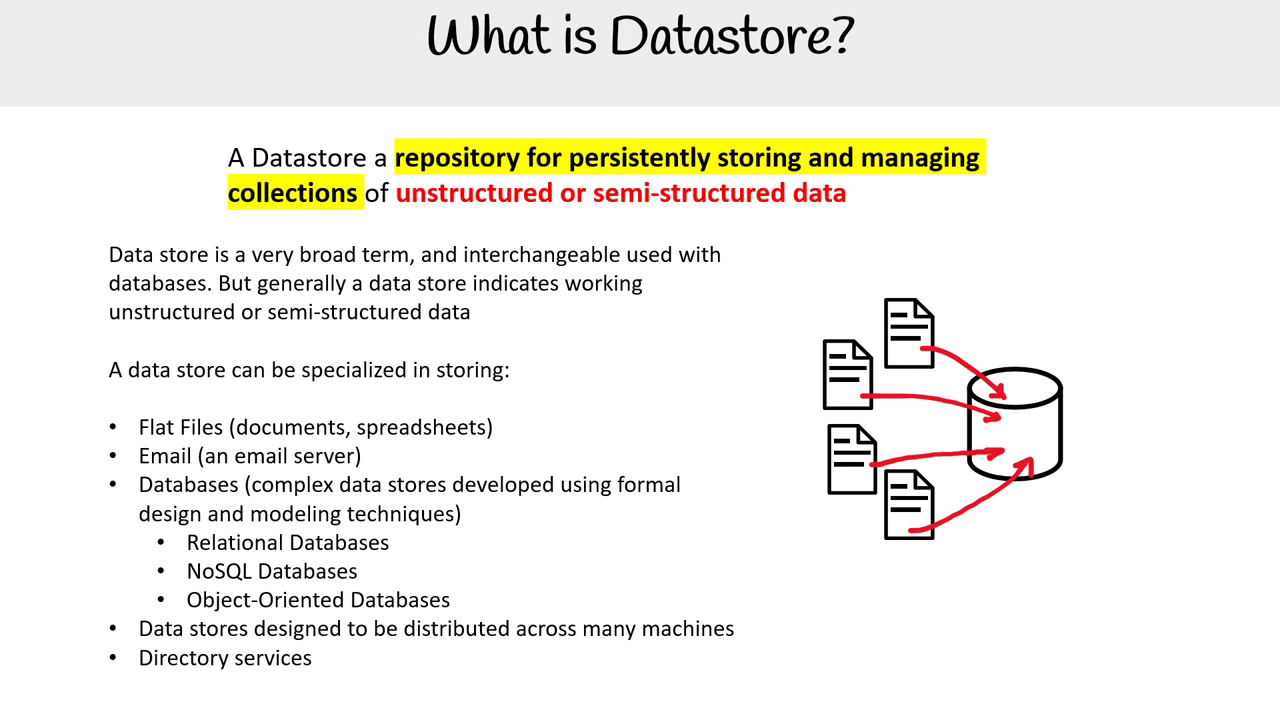 What is Datastore?
A Datastore a repository for persistently storing and managing
collections of unstructured or semi-structured data
Data store is a very broad term, and interchangeable used with
databases. But generally a data store indicates working
unstructured or semi-structured data
A data store can be specialized in storing:
• Flat Files (documents, spreadsheets)
• Email (an email server)
• Databases (complex data stores developed using formal
design and modeling techniques)
• Relational Databases
• NoSQL Databases
• Object-Oriented Databases
• Data stores designed to be distributed across many machines
• Directory services